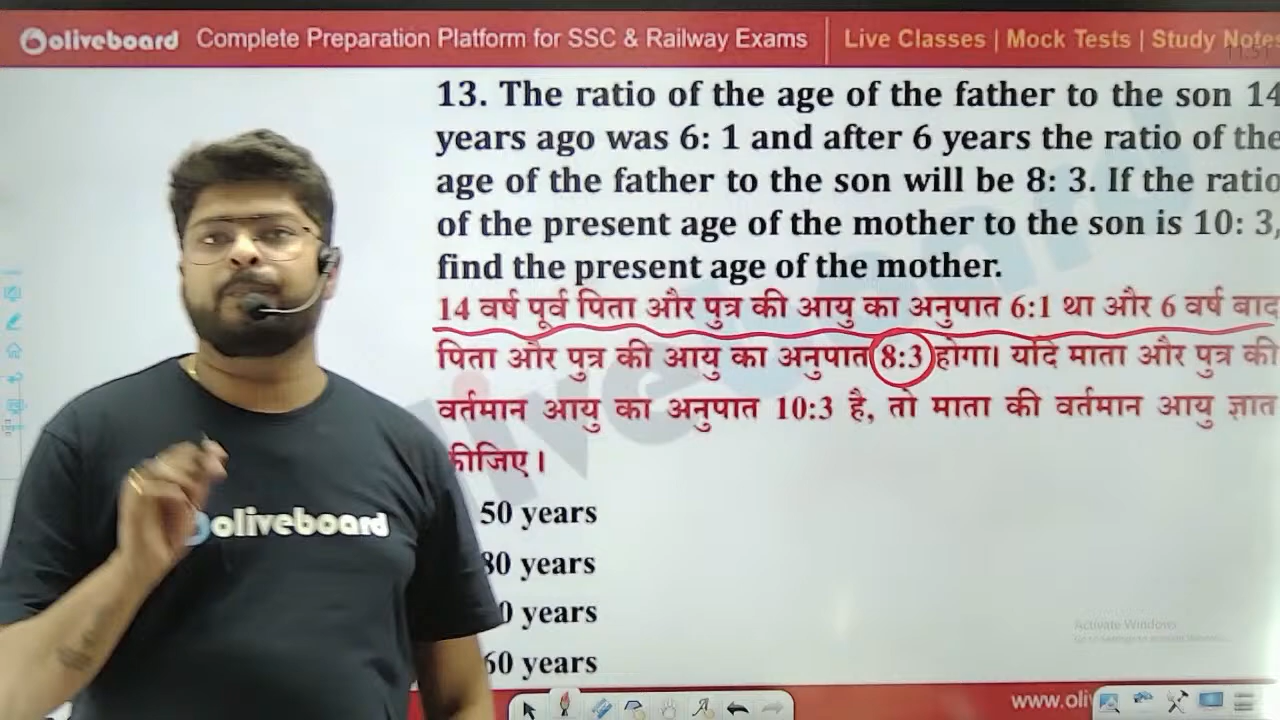 oliveboard Complete Preparation Platform for SSC & Railway Exams Live Classes | Mock Tests | Study Notes
13. The ratio of the age of the father to the son 14
years ago was 6: 1 and after 6 years the ratio of the
age of the father to the son will be 8: 3. If the ratio
of the present age of the mother to the son is 10: 3,
find the present age of the mother.
14 वर्ष पूर्व पिता और पुत्र की आयु का अनुपात 6:1 था और 6 वर्ष बाद
पिता और पुत्र की आयु का अनुपात 8:3 होगा। यदि माता और पुत्र की
वर्तमान आयु का अनुपात 10:3 है, तो माता की वर्तमान आयु ज्ञात
कीजिए।
50 years
80 years
0 years
60 years
oliveboard
Activate Windows
www.oliv